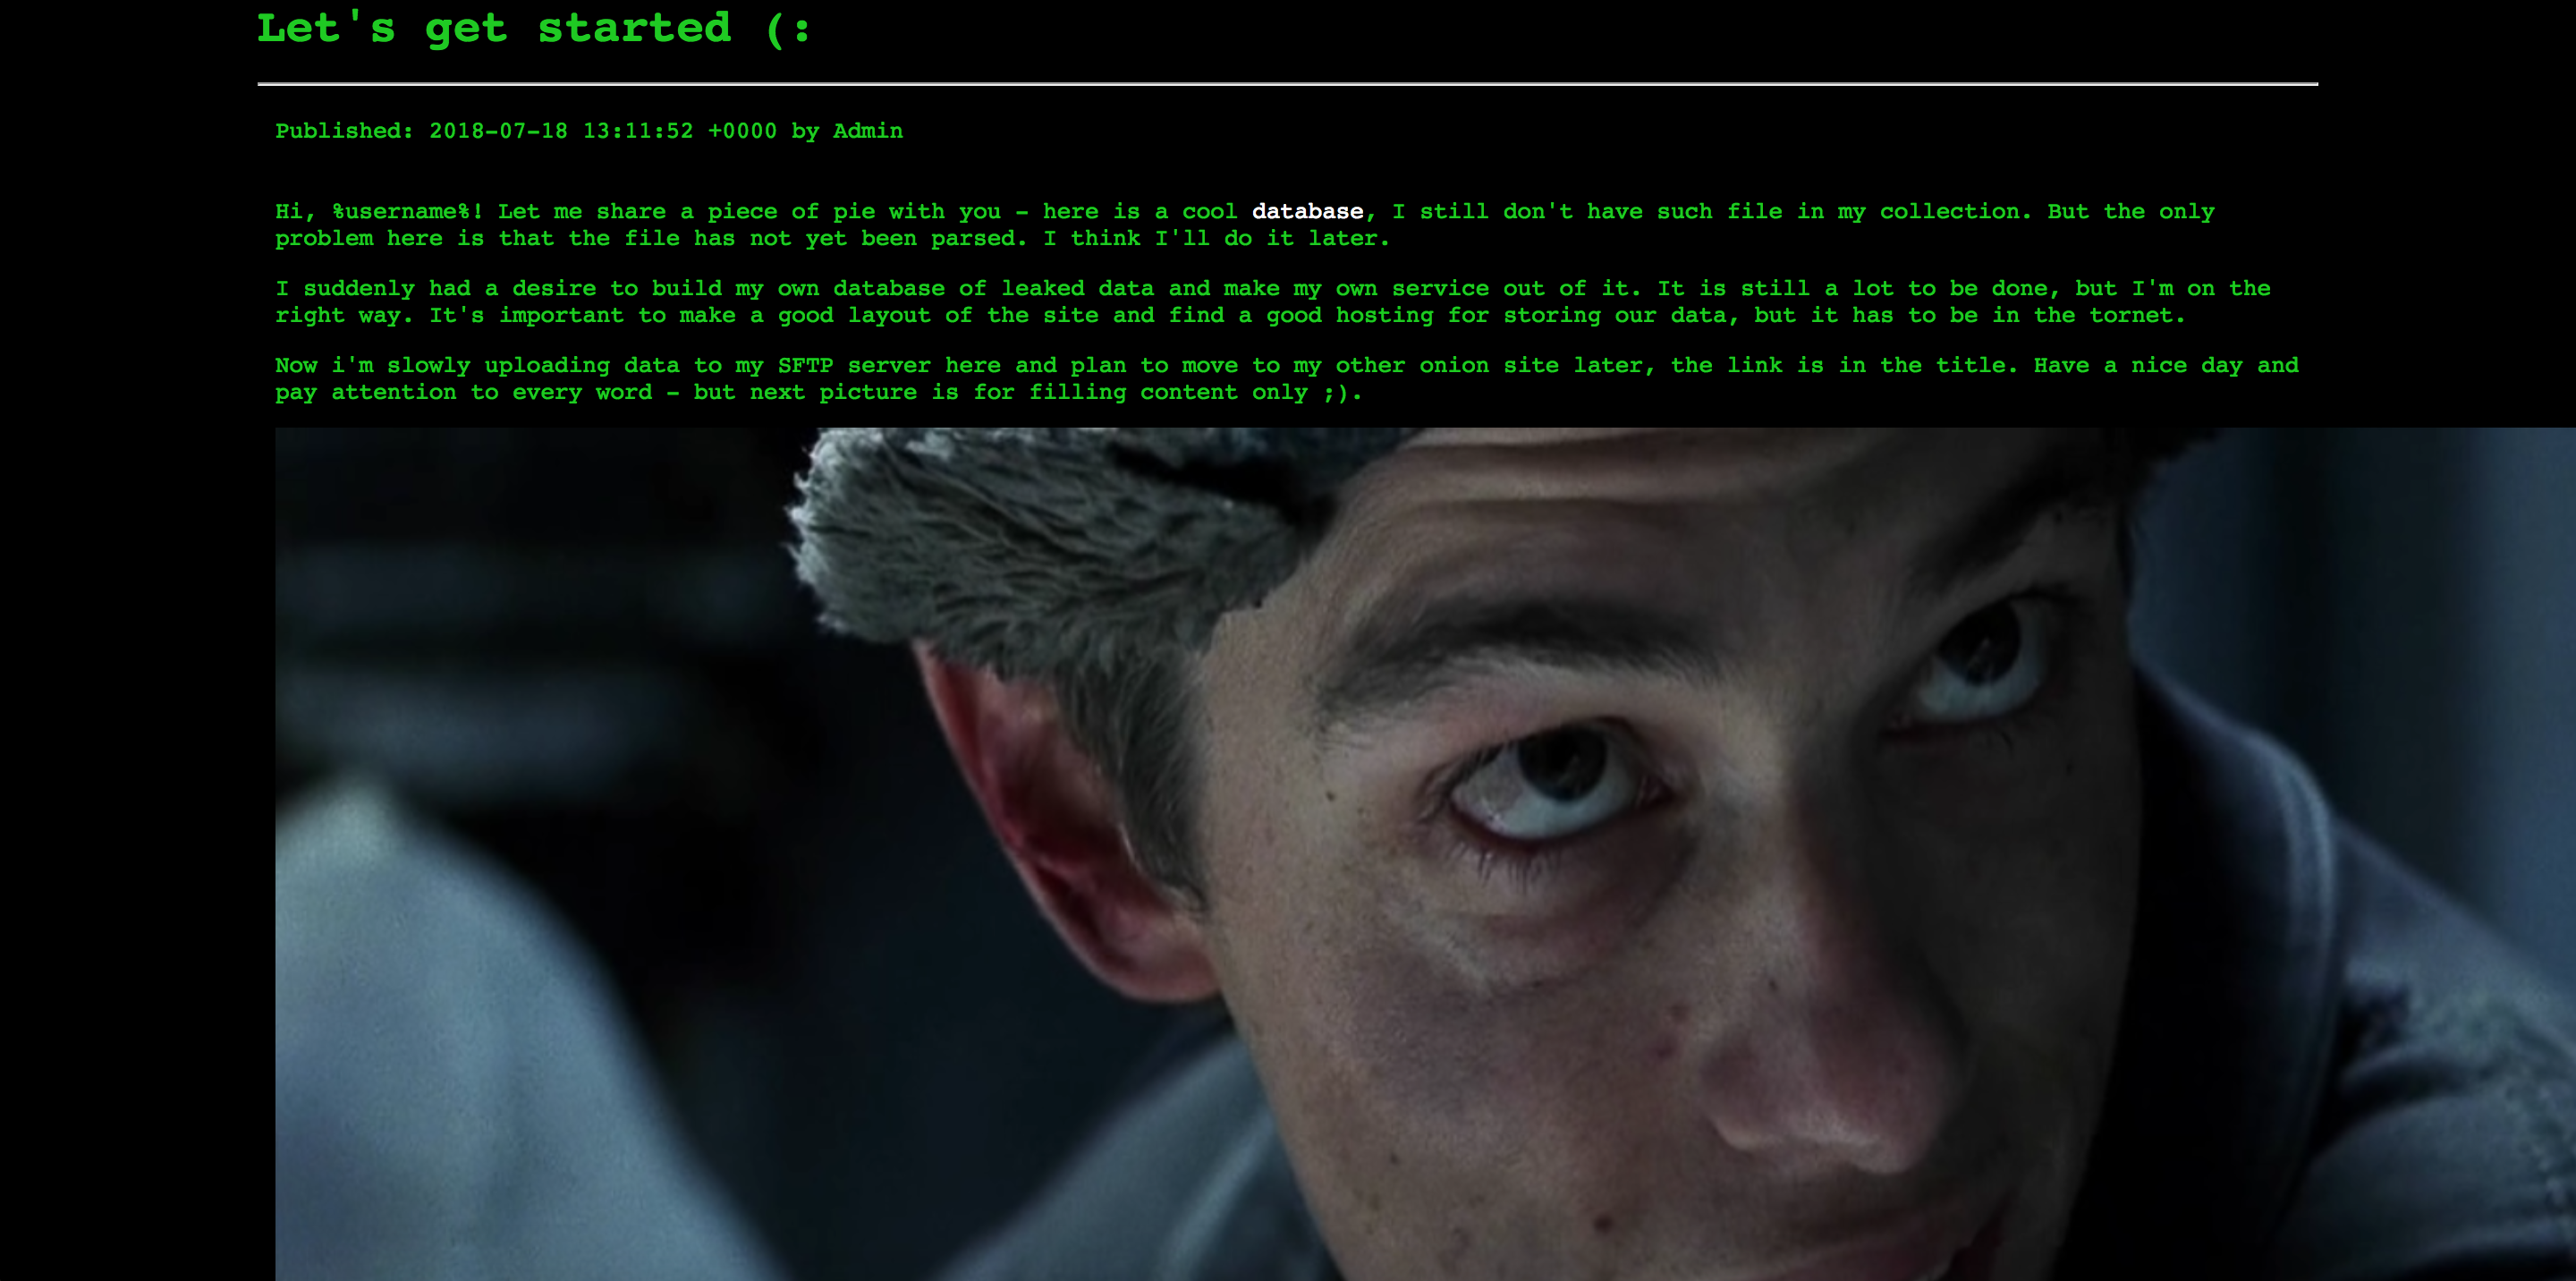 Let's get started (:
Published: 2018-07-18 13:11:52 +0000 by Admin
Hi, %username%! Let me share a piece of pie with you - here is a cool database, I still don't have such file in my collection. But the only
problem here is that the file has not yet been parsed. I think I'll do it later.
I suddenly had a desire to build my own database of leaked data and make my own service out of it. It is still a lot to be done, but I'm on the
right way. It's important to make a good layout of the site and find a good hosting for storing our data, but it has to be in the tornet.
Now i'm slowly uploading data to my SFTP server here and plan to move to my other onion site later, the link is in the title. Have a nice day and
pay attention to every word - but next picture is for filling content only ;).